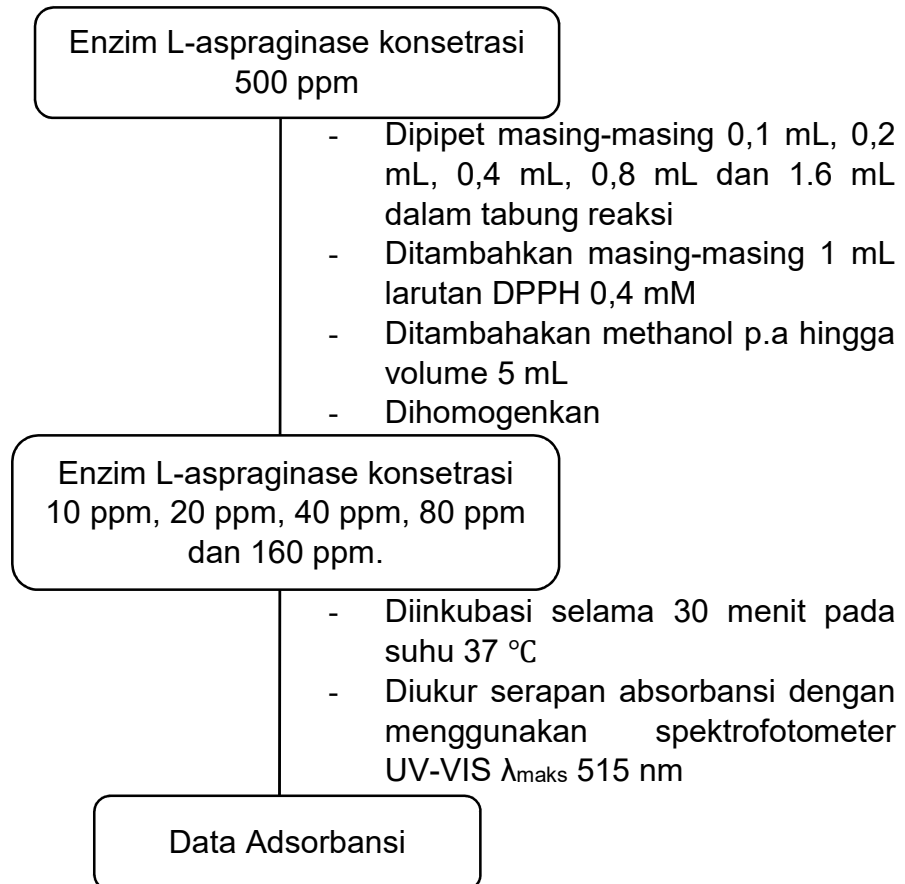 Enzim L-aspraginase konsetrasi
500 ppm
- Dipipet masing-masing 0,1 mL, 0,2
mL, 0,4 mL, 0,8 mL dan 1.6 mL
dalam tabung reaksi
- Ditambahkan masing-masing 1 mL
larutan DPPH 0,4 mM
- Ditambahakan methanol p.a hingga
volume 5 mL
- Dihomogenkan
Enzim L-aspraginase konsetrasi
10 ppm, 20 ppm, 40 ppm, 80 ppm
dan 160 ppm.
- Diinkubasi selama 30 menit pada
suhu 37 ℃
- Diukur serapan absorbansi dengan
menggunakan spektrofotometer
UV-VIS λmaks 515 nm
Data Adsorbansi